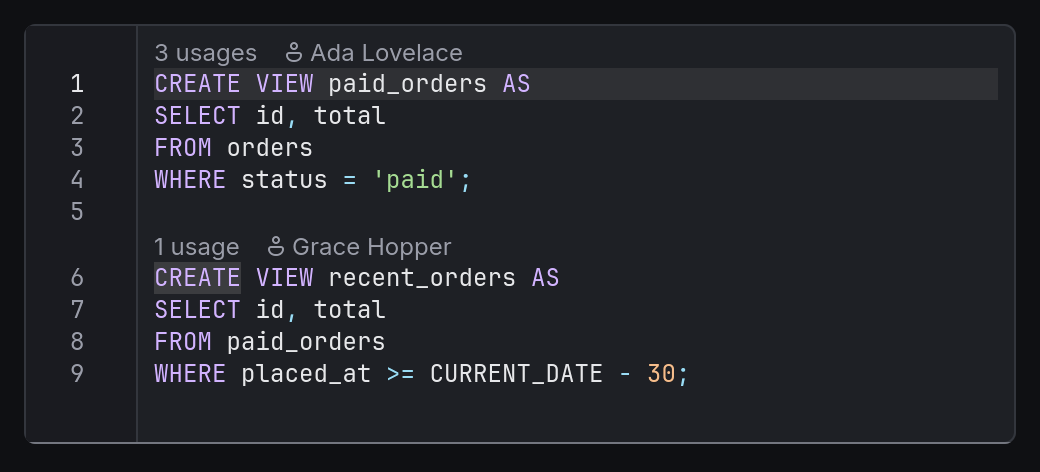 3 usages Ada Lovelace
1 CREATE VIEW paid_orders AS
2 SELECT id, total
3 FROM orders
4 WHERE status = 'paid';
5
1 usage Grace Hopper
6 CREATE VIEW recent_orders AS
7 SELECT id, total
8 FROM paid_orders
9 WHERE placed_at >= CURRENT_DATE - 30;